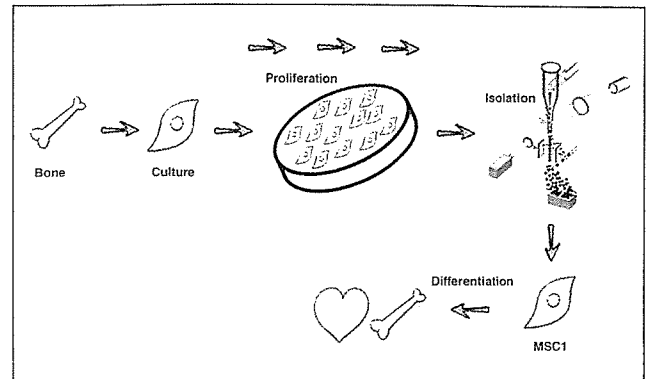 Proliferation
Isolation
Bone
Culture
Differentiation
MSC1